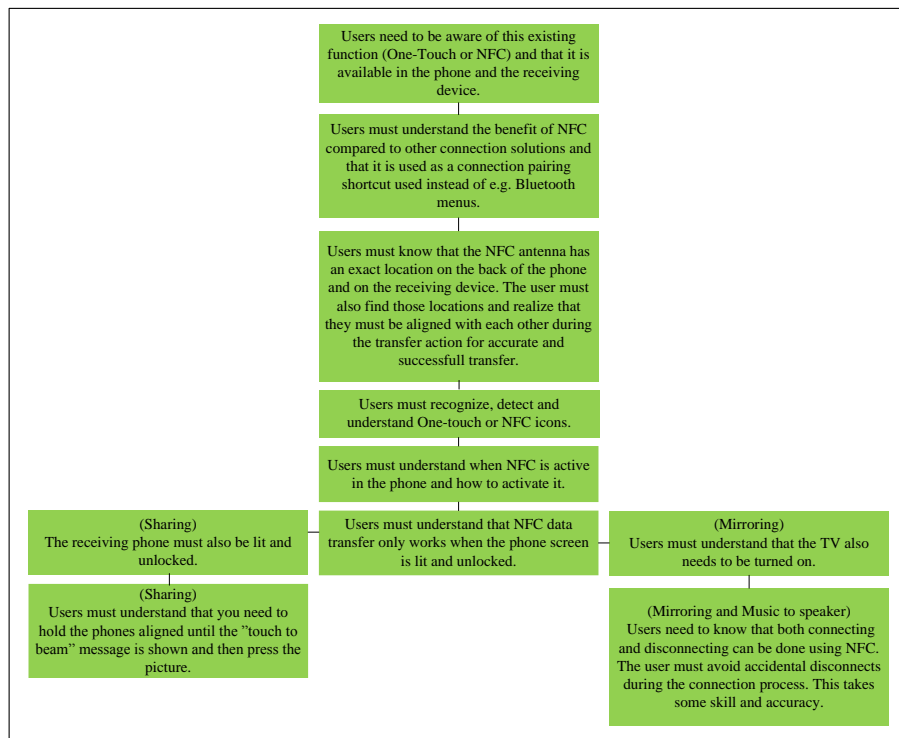 Users need to be aware of this existing
function (One-Touch or NFC) and that it is
available in the phone and the receiving
device.
Users must understand the benefit of NFC
compared to other connection solutions and
that it is used as a connection pairing
shortcut used instead of e.g. Bluetooth
menus.
Users must know that the NFC antenna has
an exact location on the back of the phone
and on the receiving device. The user must
also find those locations and realize that
they must be aligned with each other during
the transfer action for accurate and
successfull transfer.
Users must recognize, detect and
understand One-touch or NFC icons.
Users must understand when NFC is active
in the phone and how to activate it.
(Sharing)
The receiving phone must also be lit and
unlocked.
Users must understand that NFC data
transfer only works when the phone screen
is lit and unlocked.
(Mirroring)
Users must understand that the TV also
needs to be turned on.
(Sharing)
Users must understand that you need to
hold the phones aligned until the ”touch to
beam” message is shown and then press the
picture.
(Mirroring and Music to speaker)
Users need to know that both connecting
and disconnecting can be done using NFC.
The user must avoid accidental disconnects
during the connection process. This takes
some skill and accuracy.